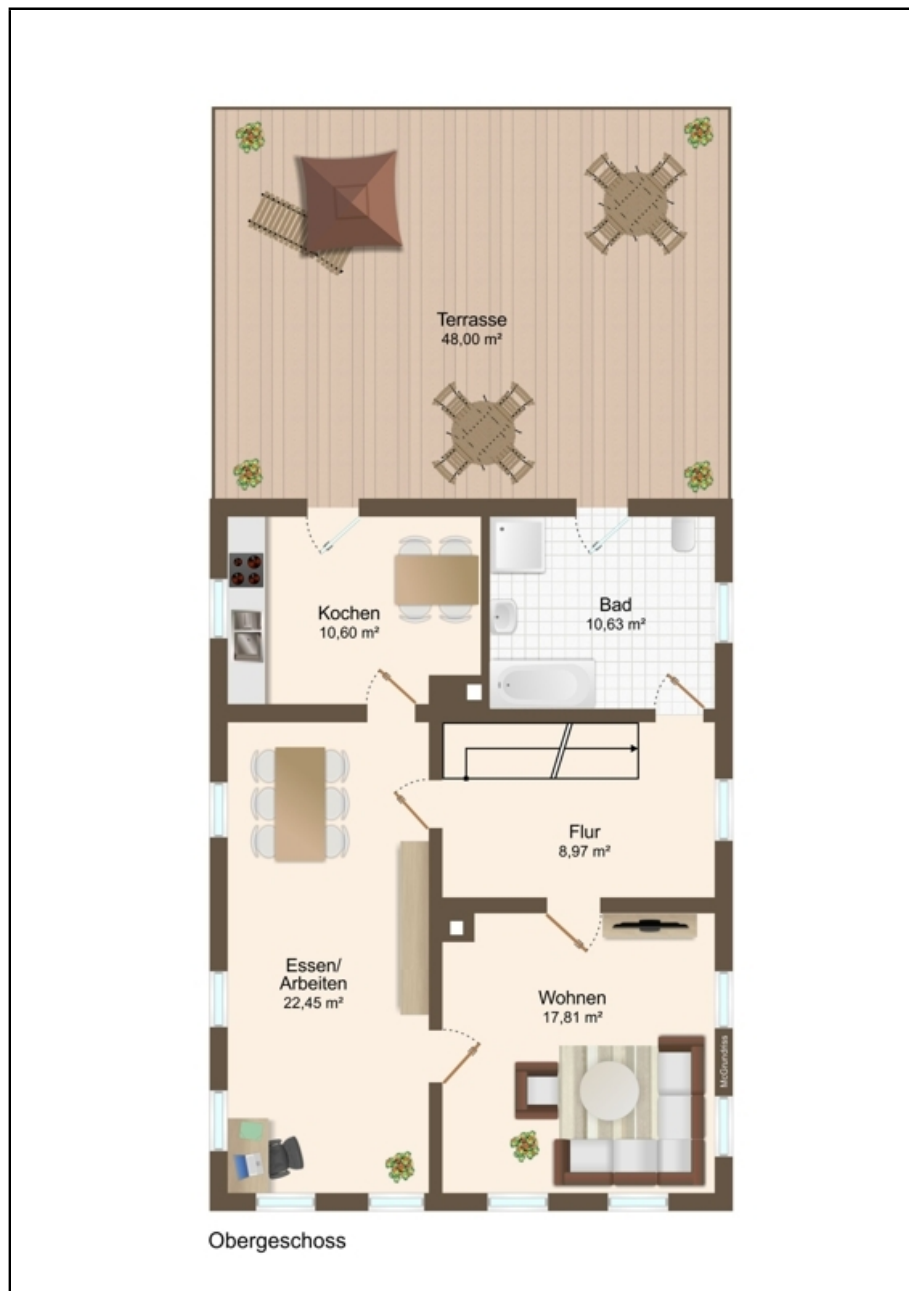 Terrasse
48,00 m²
Kochen
10,60 m²
Bad
10,63 m²
Flur
8,97 m²
Essen/
Arbeiten
22,45 m²
Wohnen
17,81 m²
McGrundriss
Obergeschoss